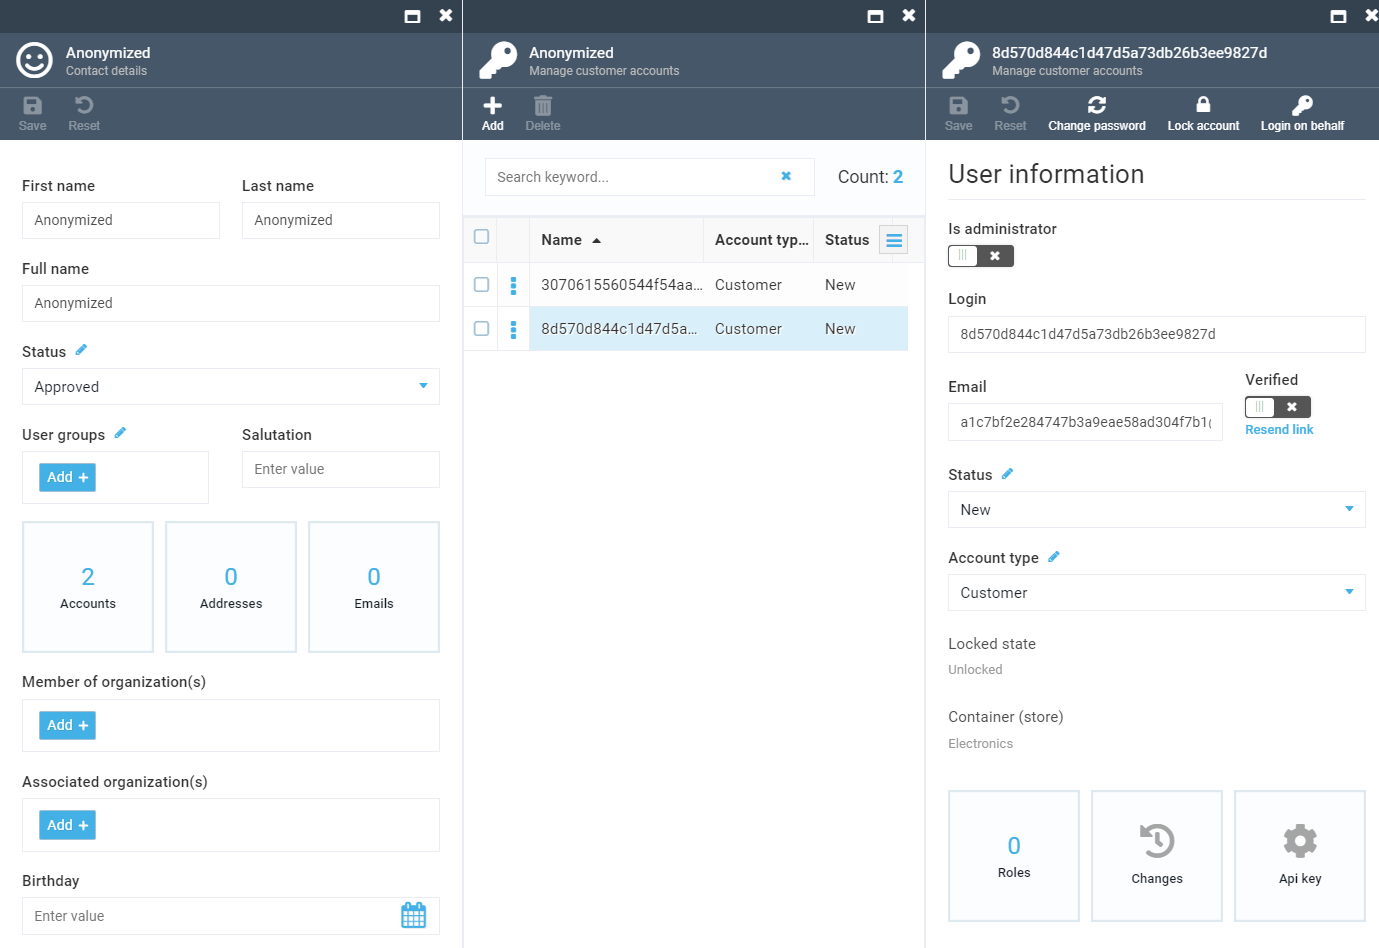 Anonymized
Contact details
Save
Reset
First name
Last name
Anonymized
Anonymized
Full name
Anonymized
Status
Approved
User groups
Salutation
Add +
Enter value
2
Accounts
0
Addresses
0
Emails
Member of organization(s)
Add +
Associated organization(s)
Add +
Birthday
Enter value
Anonymized
Manage customer accounts
Add
Delete
Search keyword...
Count: 2
Name
Account typ...
Status
3070615560544f54aa...
Customer
New
8d570d844c1d47d5a...
Customer
New
8d570d844c1d47d5a73db26b3ee9827d
Manage customer accounts
Save
Reset
Change password
Lock account
Login on behalf
User information
Is administrator
Login
8d570d844c1d47d5a73db26b3ee9827d
Email
Verified
a1c7bf2e284747b3a9eae58ad304f7b1
Resend link
Status
New
Account type
Customer
Locked state
Unlocked
Container (store)
Electronics
0
Roles
Changes
Api key